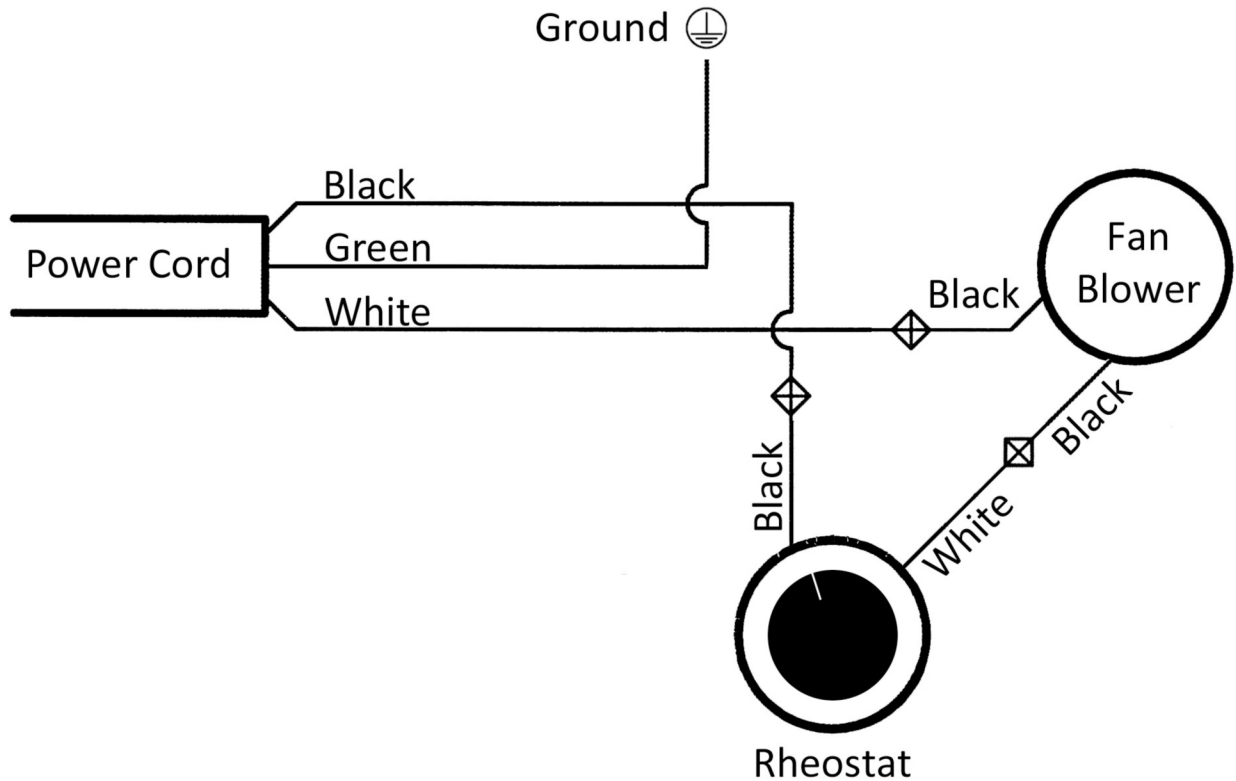 Ground
Black
Green
Power Cord
White
Fan
Blower
Black
Black
Black
White
Rheostat